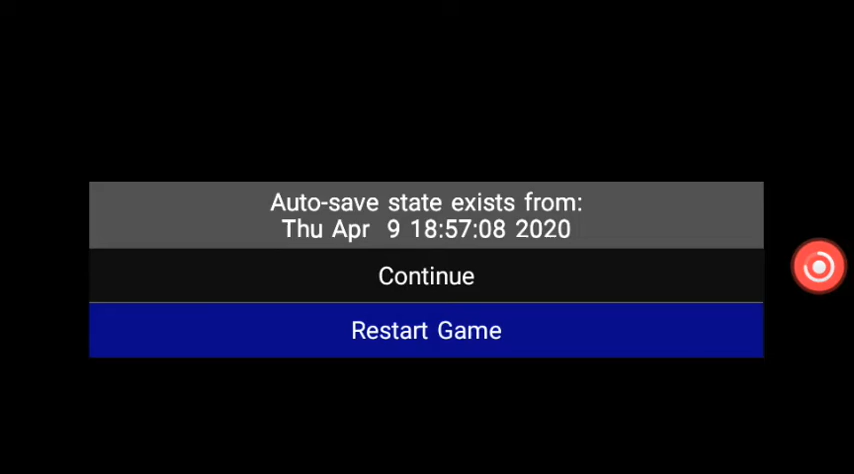 Auto-save state exists from:
Thu Apr  9 18:57:08 2020
Continue
Restart Game